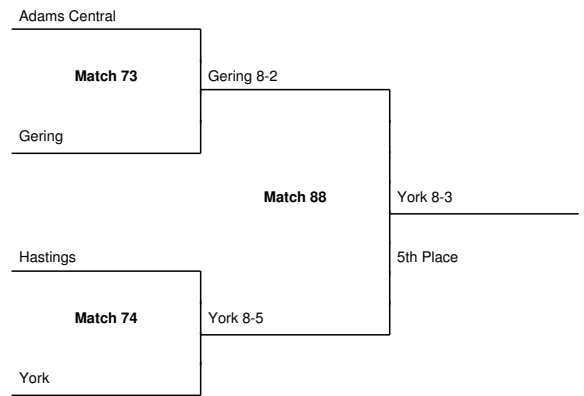 Adams Central
Match 73
Gering 8-2
Gering
Match 88
York 8-3
Hastings
5th Place
Match 74
York 8-5
York